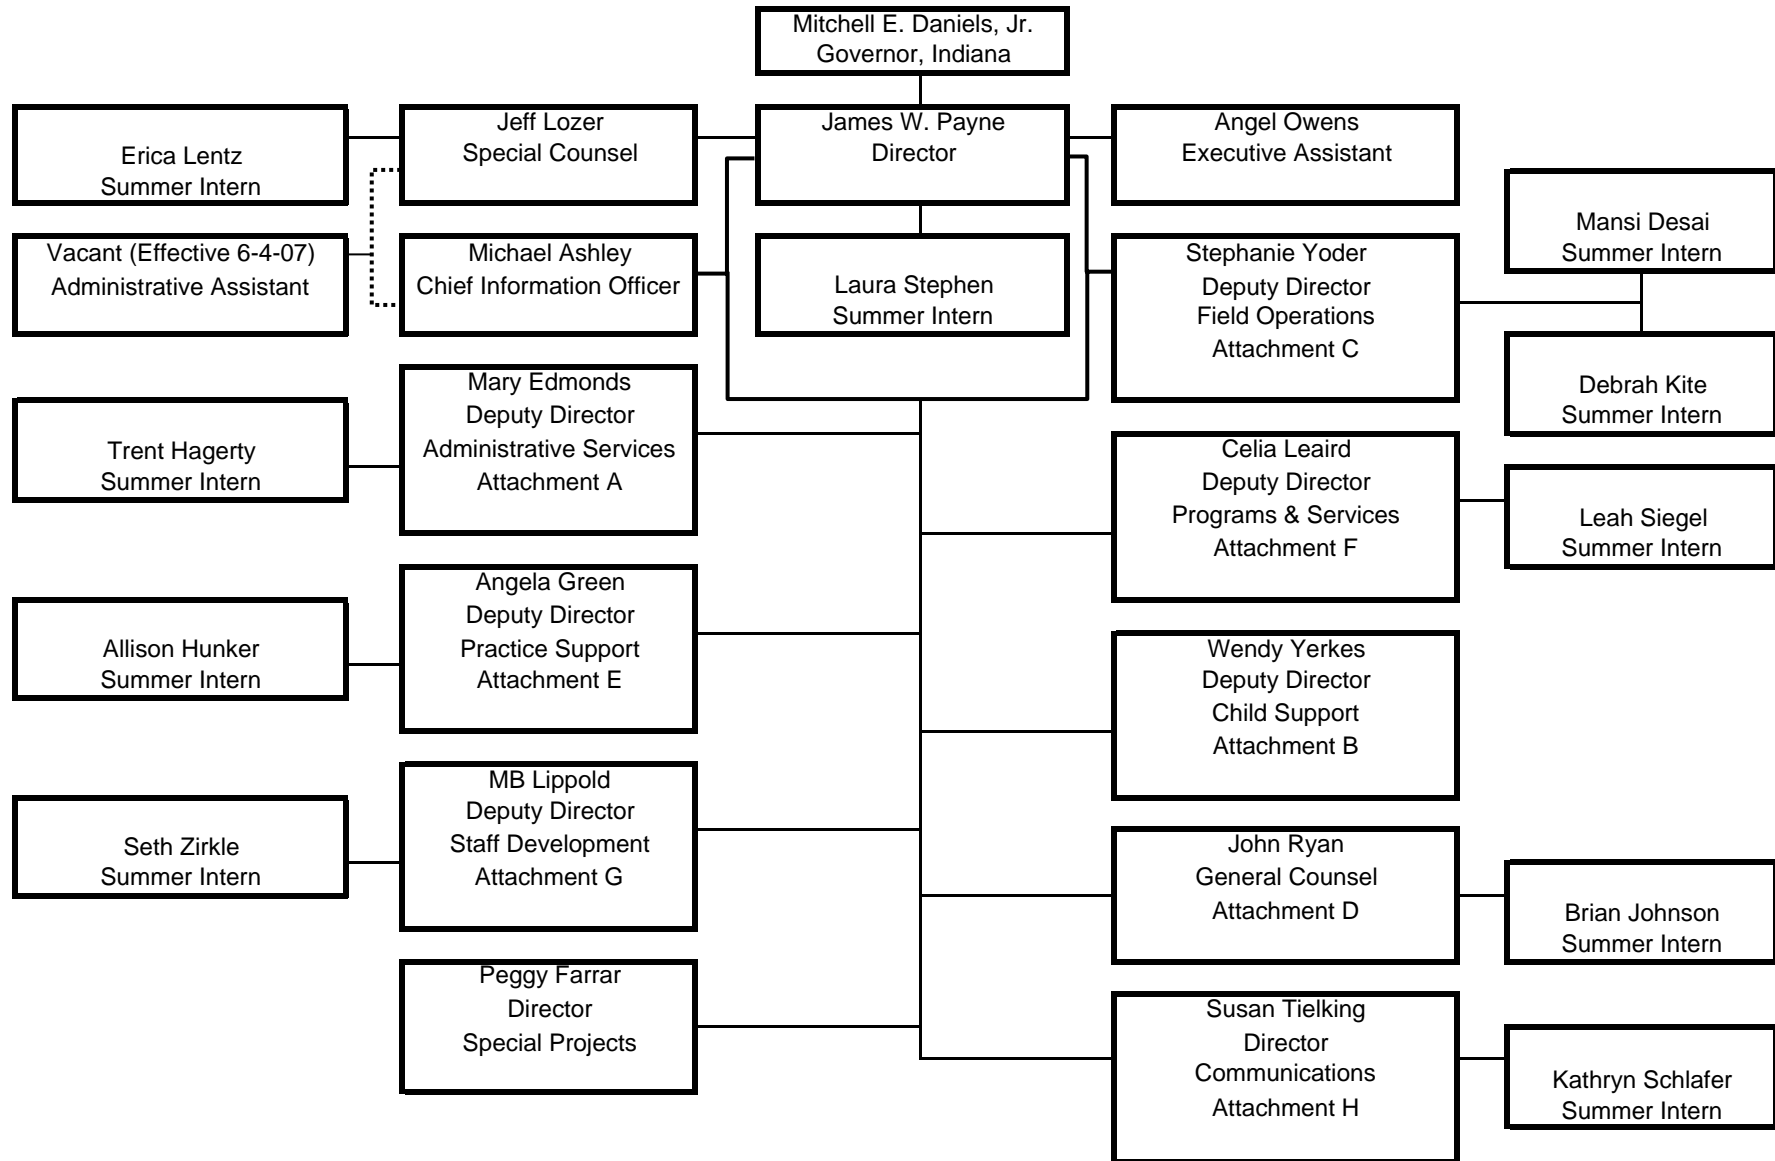 Mitchell E. Daniels, Jr.
Governor, Indiana
Erica Lentz
Summer Intern
Jeff Lozer
Special Counsel
James W. Payne
Director
Angel Owens
Executive Assistant
Mansi Desai
Summer Intern
Vacant (Effective 6-4-07)
Administrative Assistant
Michael Ashley
Chief Information Officer
Laura Stephen
Summer Intern
Stephanie Yoder
Deputy Director
Field Operations
Attachment C
Debrah Kite
Summer Intern
Trent Hagerty
Summer Intern
Mary Edmonds
Deputy Director
Administrative Services
Attachment A
Celia Leaird
Deputy Director
Programs & Services
Attachment F
Leah Siegel
Summer Intern
Allison Hunker
Summer Intern
Angela Green
Deputy Director
Practice Support
Attachment E
Wendy Yerkes
Deputy Director
Child Support
Attachment B
Seth Zirkle
Summer Intern
MB Lippold
Deputy Director
Staff Development
Attachment G
John Ryan
General Counsel
Attachment D
Brian Johnson
Summer Intern
Peggy Farrar
Director
Special Projects
Susan Tielking
Director
Communications
Attachment H
Kathryn Schlafer
Summer Intern